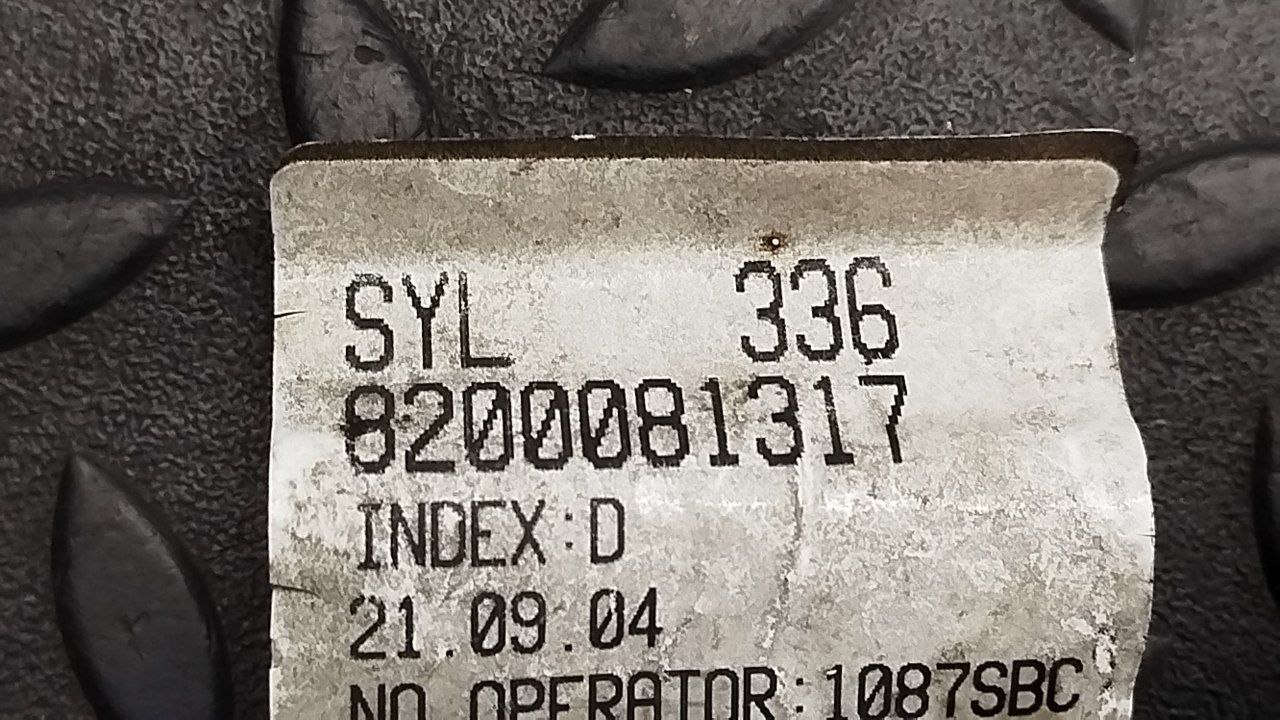 SYL 336
8200081317
INDEX:D
21.09.04
NO OPERATOR:1087SBC